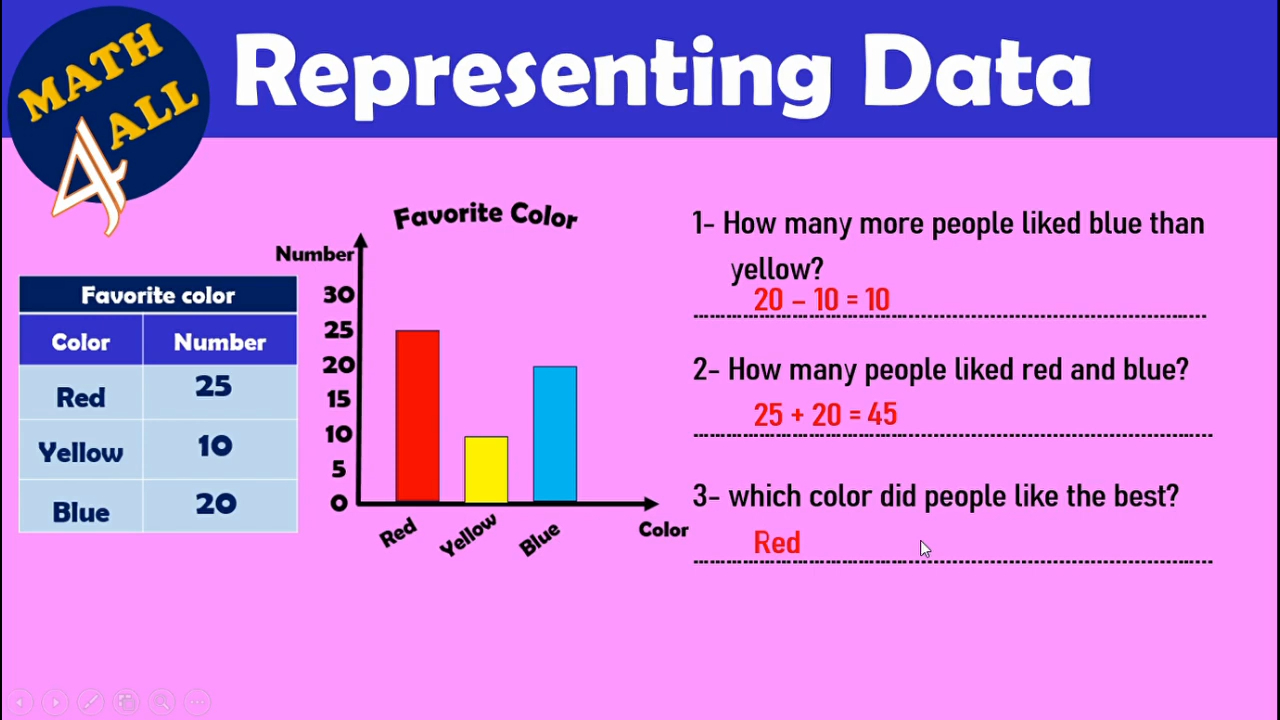 MATH
4 ALL
Representing Data
Favorite color
Color Number
Red 25
Yellow 10
Blue 20
Favorite Color
Number
30
25
20
15
10
5
0
Red Yellow Blue
Color
1- How many more people liked blue than
yellow?
20 – 10 = 10
2- How many people liked red and blue?
25 + 20 = 45
3- which color did people like the best?
Red